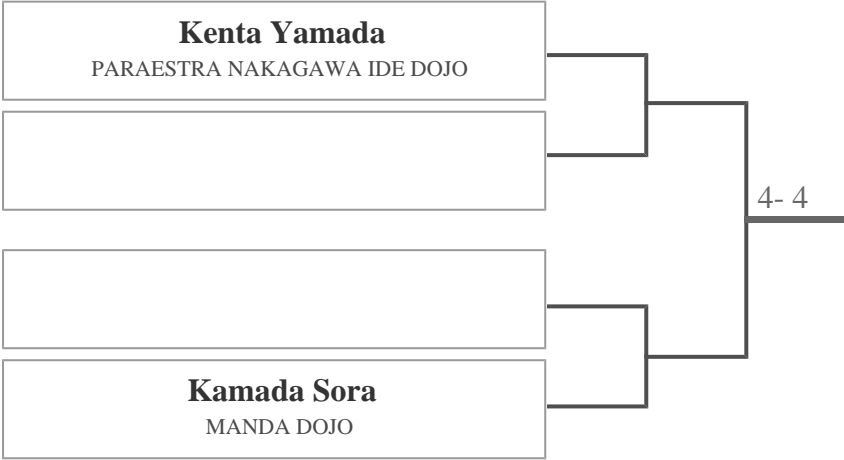 Kenta Yamada
PARAESTRA NAKAGAWA IDE DOJO
4- 4
Kamada Sora
MANDA DOJO